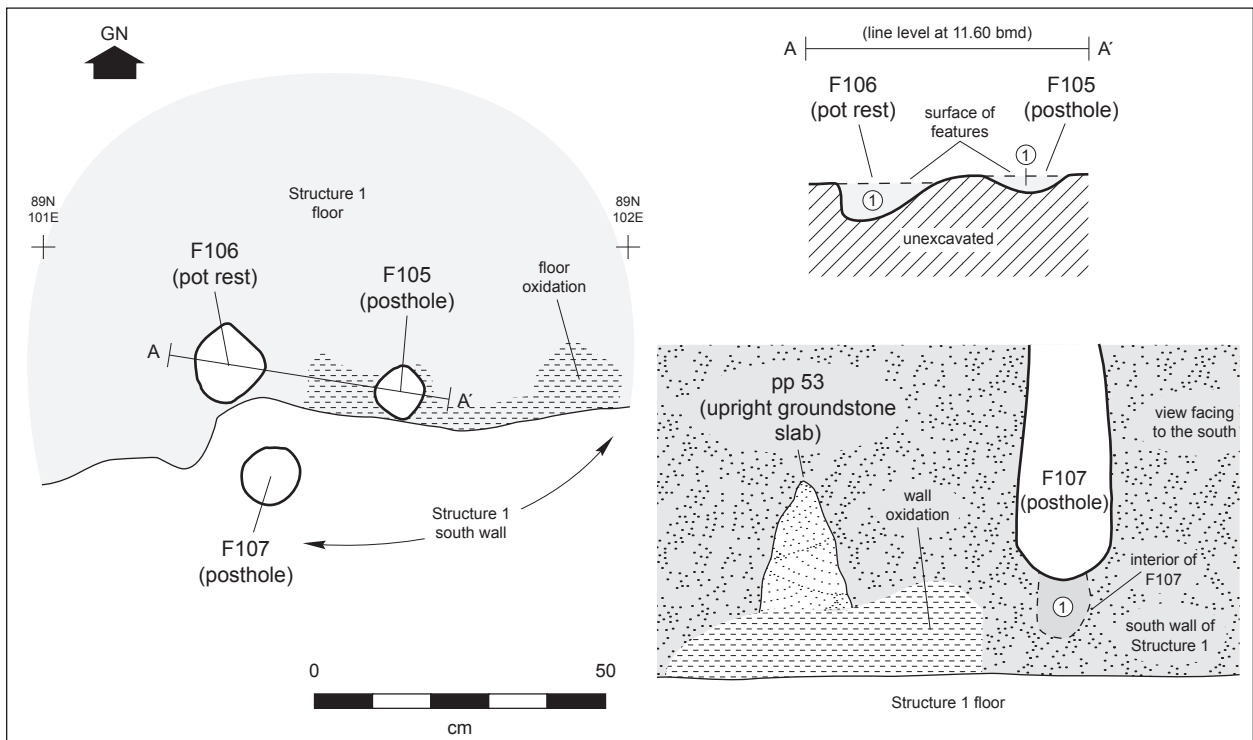 GN
89N
101E
Structure 1
floor
89N
102E
F106
(pot rest)
F105
(posthole)
floor
oxidation
A
A´
F107
(posthole)
Structure 1
south wall
0
50
cm
(line level at 11.60 bmd)
A
A´
F106
(pot rest)
surface of
features
F105
(posthole)
1
1
unexcavated
pp 53
(upright groundstone
slab)
view facing
to the south
wall
oxidation
F107
(posthole)
interior of
F107
1
south wall of
Structure 1
Structure 1 floor